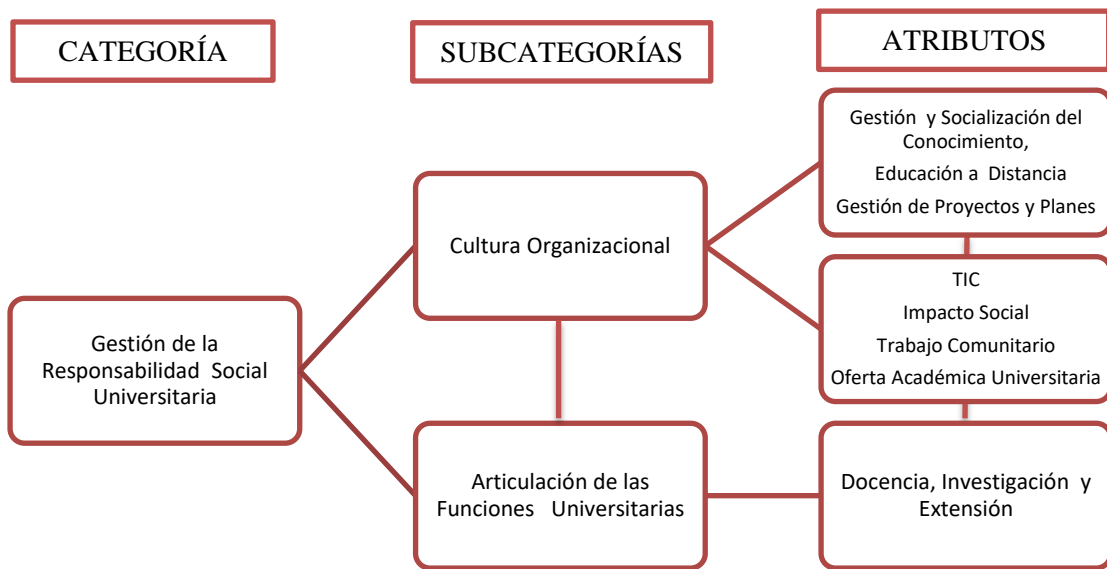 CATEGORÍA
SUBCATEGORÍAS
ATRIBUTOS
Gestión y Socialización del
Conocimiento,
Educación a Distancia
Gestión de Proyectos y Planes
Cultura Organizacional
TIC
Impacto Social
Trabajo Comunitario
Oferta Académica Universitaria
Gestión de la
Responsabilidad Social
Universitaria
Articulación de las
Funciones Universitarias
Docencia, Investigación y
Extensión